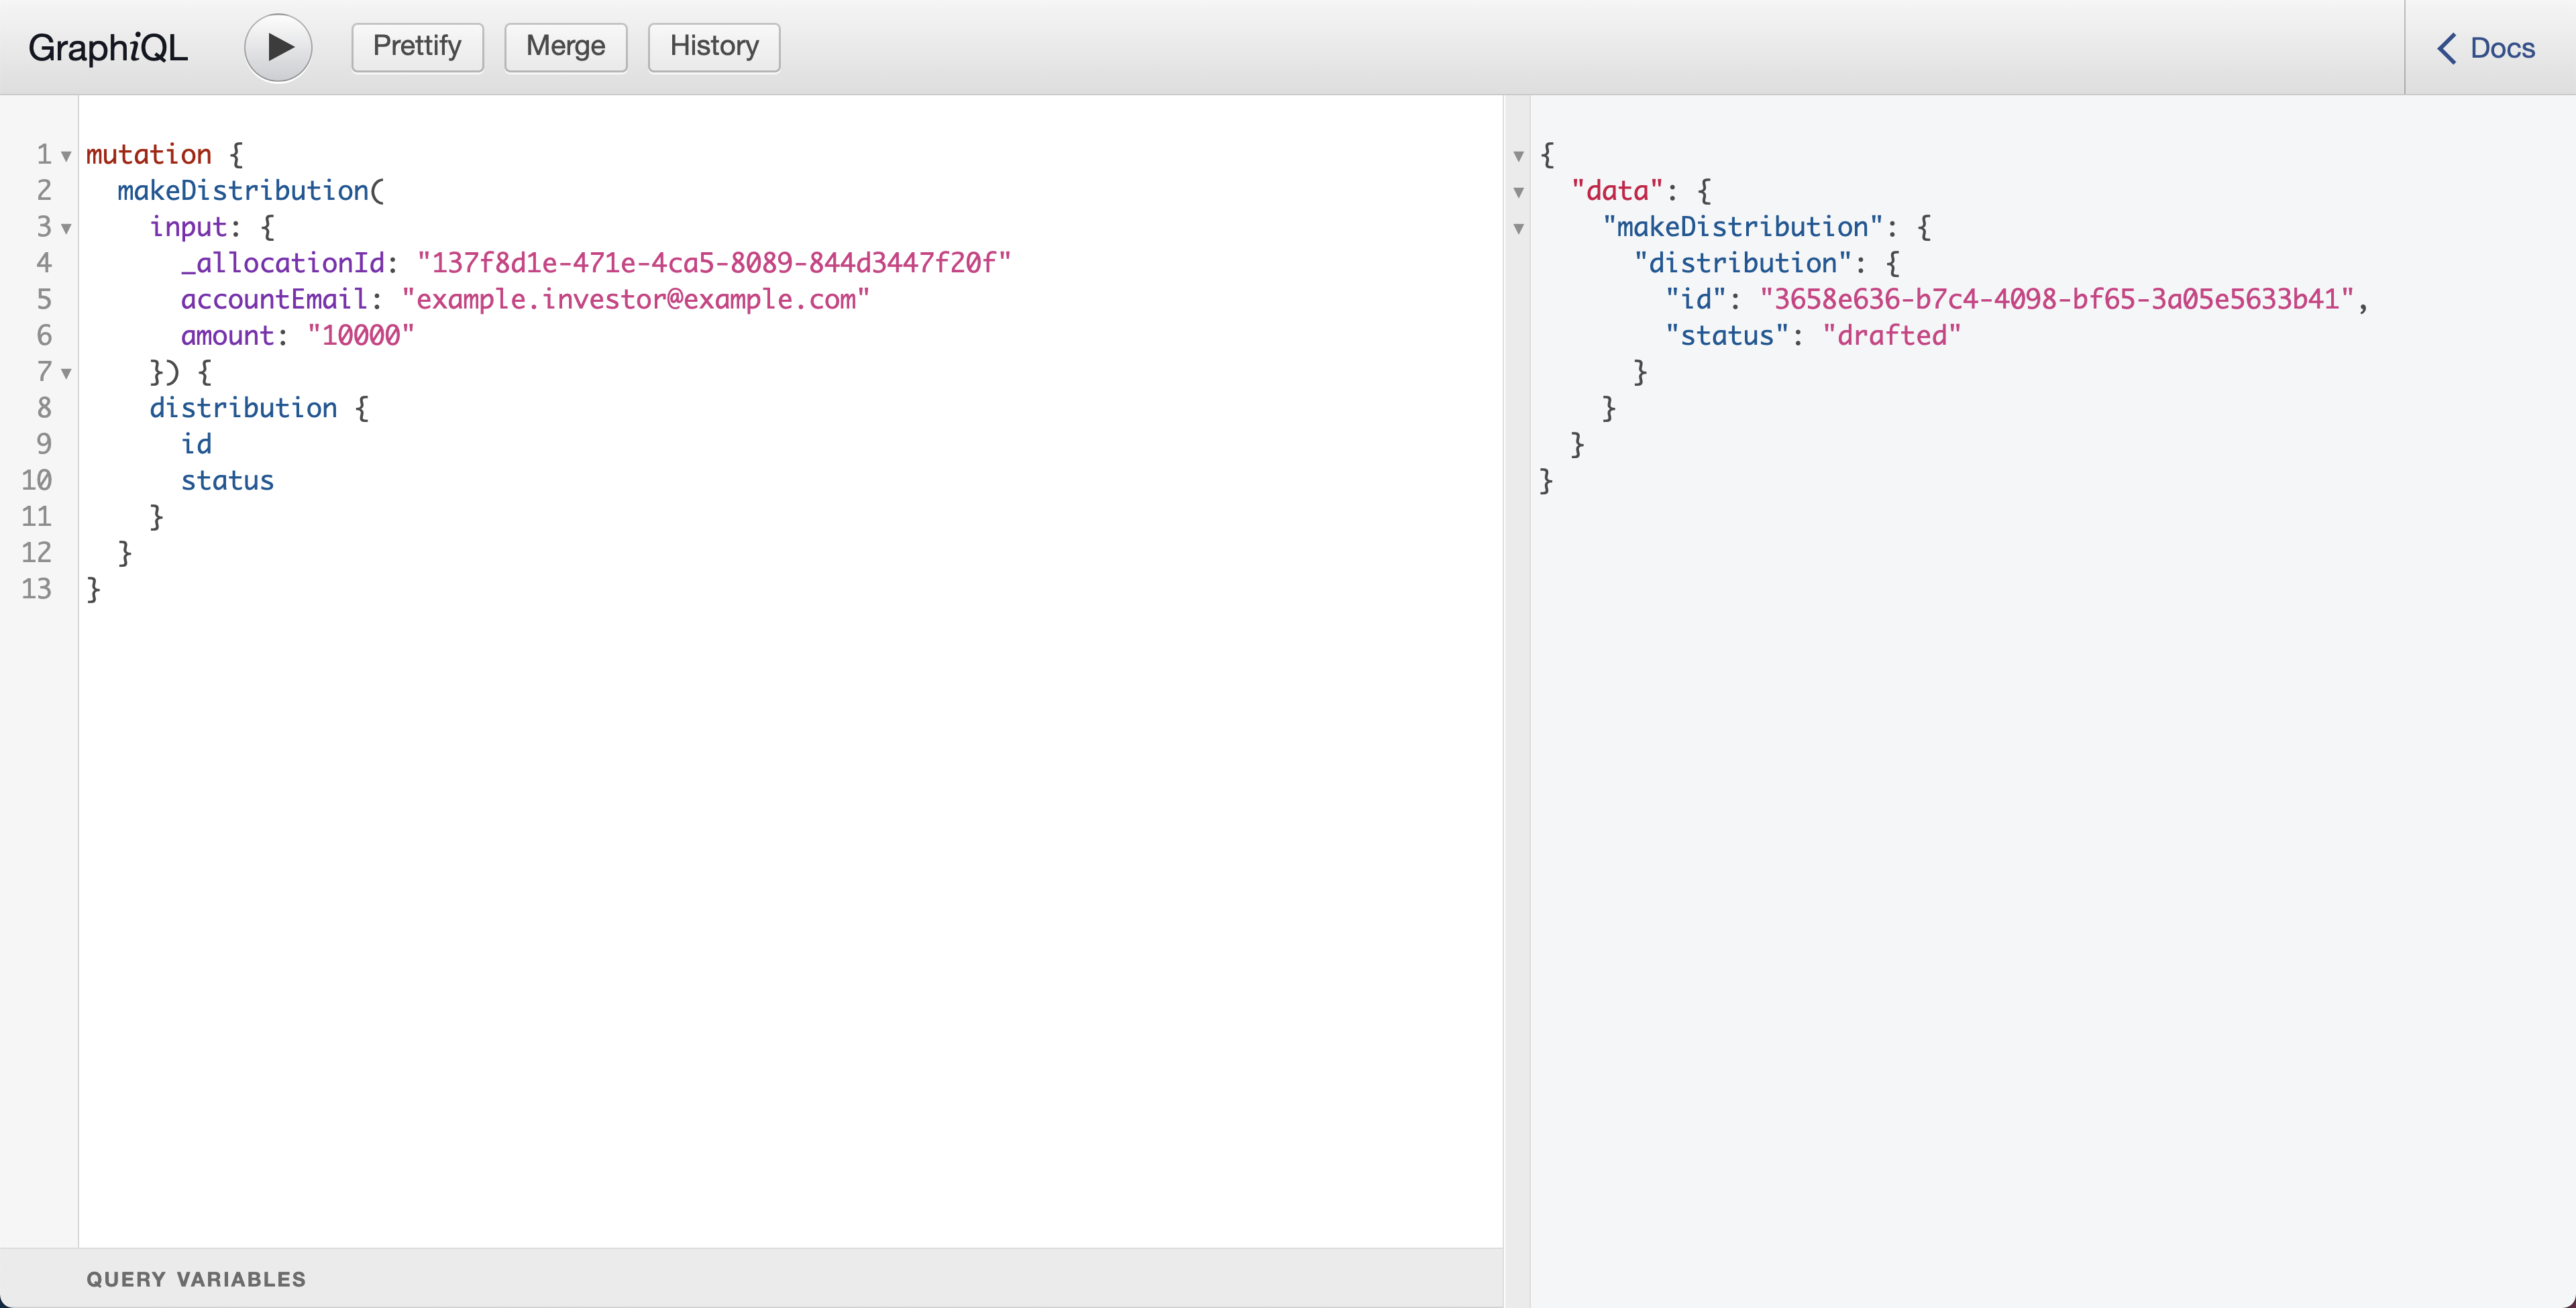 GraphiQL
Prettify
Merge
History
Docs
1 mutation {
2 makeDistribution(
3 input: {
4 _allocationId: "137f8d1e-471e-4ca5-8089-844d3447f20f"
5 accountEmail: "example.investor@example.com"
6 amount: "10000"
7 }) {
8 distribution {
9 id
10 status
11 }
12 }
13 }
{
"data": {
"makeDistribution": {
"distribution": {
"id": "3658e636-b7c4-4098-bf65-3a05e5633b41",
"status": "drafted"
}
}
}
}
QUERY VARIABLES